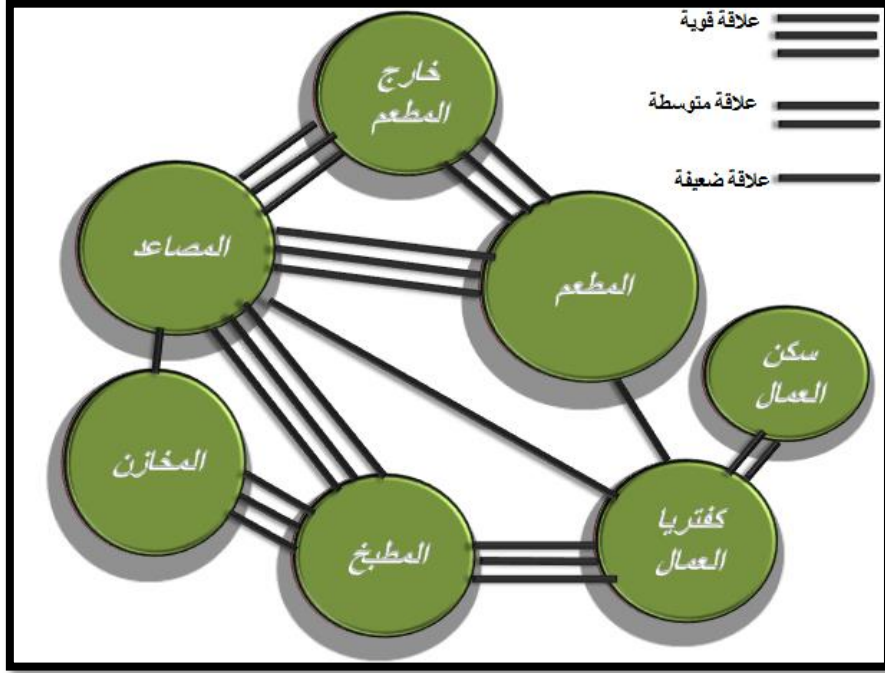 علاقة قوية
علاقة متوسطة
علاقة ضعيفة
خارج
المطعم
المصاعد
المطعم
سكن
العمال
المخازن
كفتريا
العمال
المطبخ